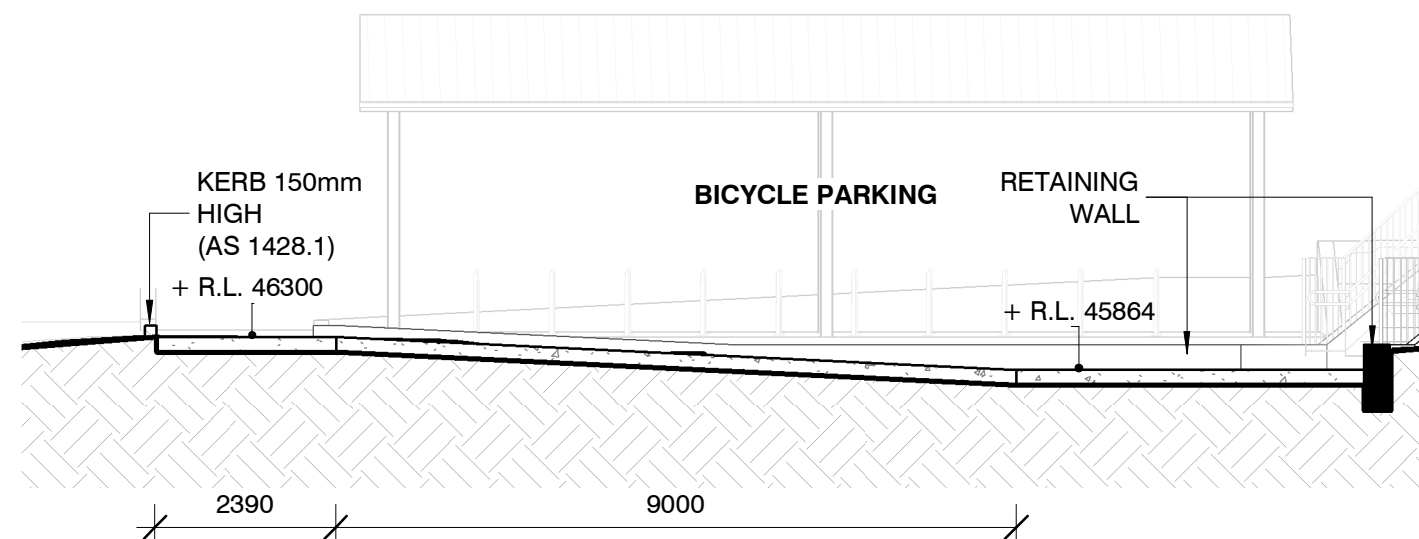 KERB 150mm
HIGH
(AS 1428.1)
+ R.L. 46300
BICYCLE PARKING
RETAINING
WALL
+ R.L. 45864
2390
9000